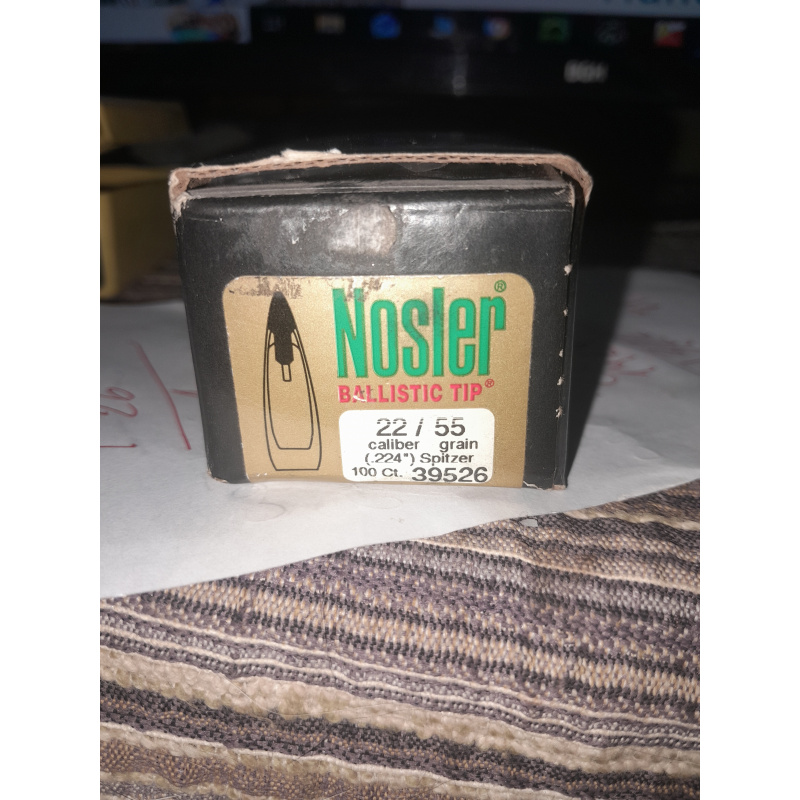 Nosler®
BALLISTIC TIP®
22 / 55
caliber grain
(.224") Spitzer
100 Ct. 39526